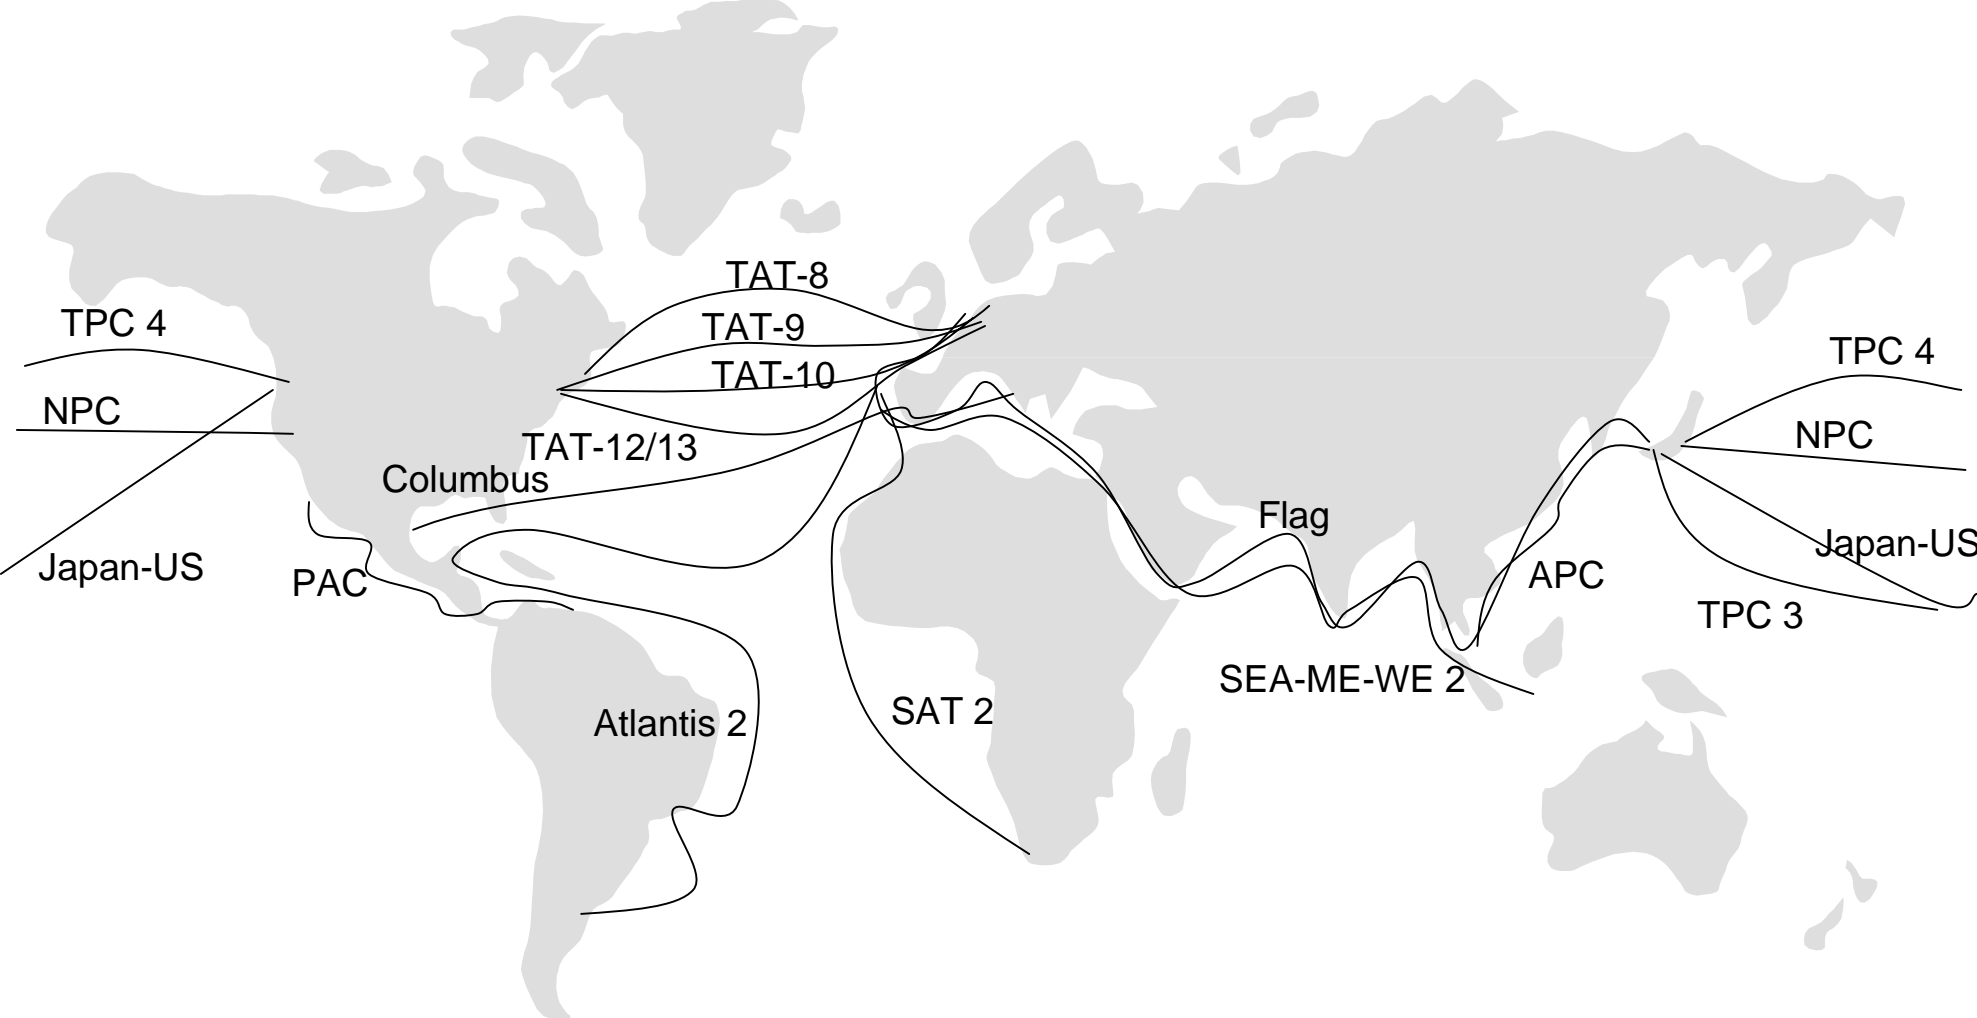 TAT-8
TAT-9
TPC 4
TPC 4
TAT-10
NPC
NPC
TAT-12/13
Columbus
Flag
Japan-US
Japan-US
PAC
APC
TPC 3
SEA-ME-WE 2
SAT 2
Atlantis 2